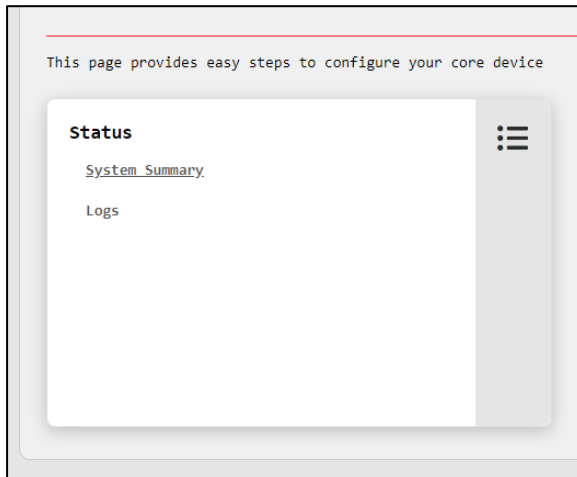 This page provides easy steps to configure your core device
Status
System Summary
Logs